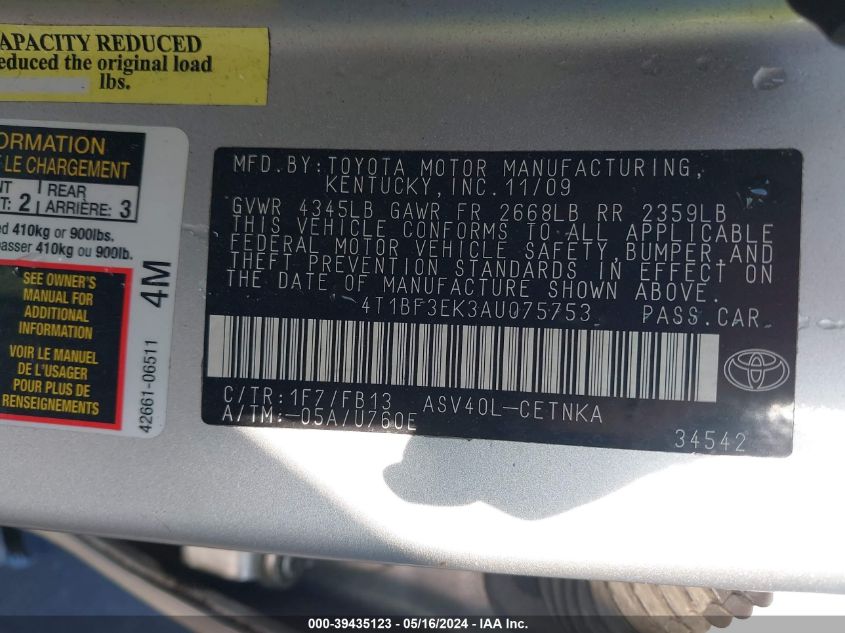 APACITY REDUCED
educed the original load
lbs.
ORMATION
LE CHARGEMENT
REAR
2 ARRIÈRE: 3
ed 410kg or 900lbs.
passer 410kg ou 900lb.
SEE OWNER'S
MANUAL FOR
ADDITIONAL
INFORMATION
VOIR LE MANUEL
DE L'USAGER
POUR PLUS DE
RENSEIGNEMENTS
4M
42661-06511
MFD.BY:TOYOTA MOTOR MANUFACTURING,
KENTUCKY,INC.11/09
GVWR 4345LB GAWR FR 2668LB RR 2359LB
THIS VEHICLE CONFORMS TO ALL APPLICABLE
FEDERAL MOTOR VEHICLE SAFETY,BUMPER,AND
THEFT PREVENTION STANDARDS IN EFFECT ON
THE DATE OF MANUFACTURE SHOWN ABOVE.
4T1BF3EK3AU075753 PASS.CAR
C/TR:1F7/FB13 ASV40L-CETNKA
A/TM:-05A/U760E
34542
TOYOTA
000-39435123 - 05/16/2024 - IAA Inc.